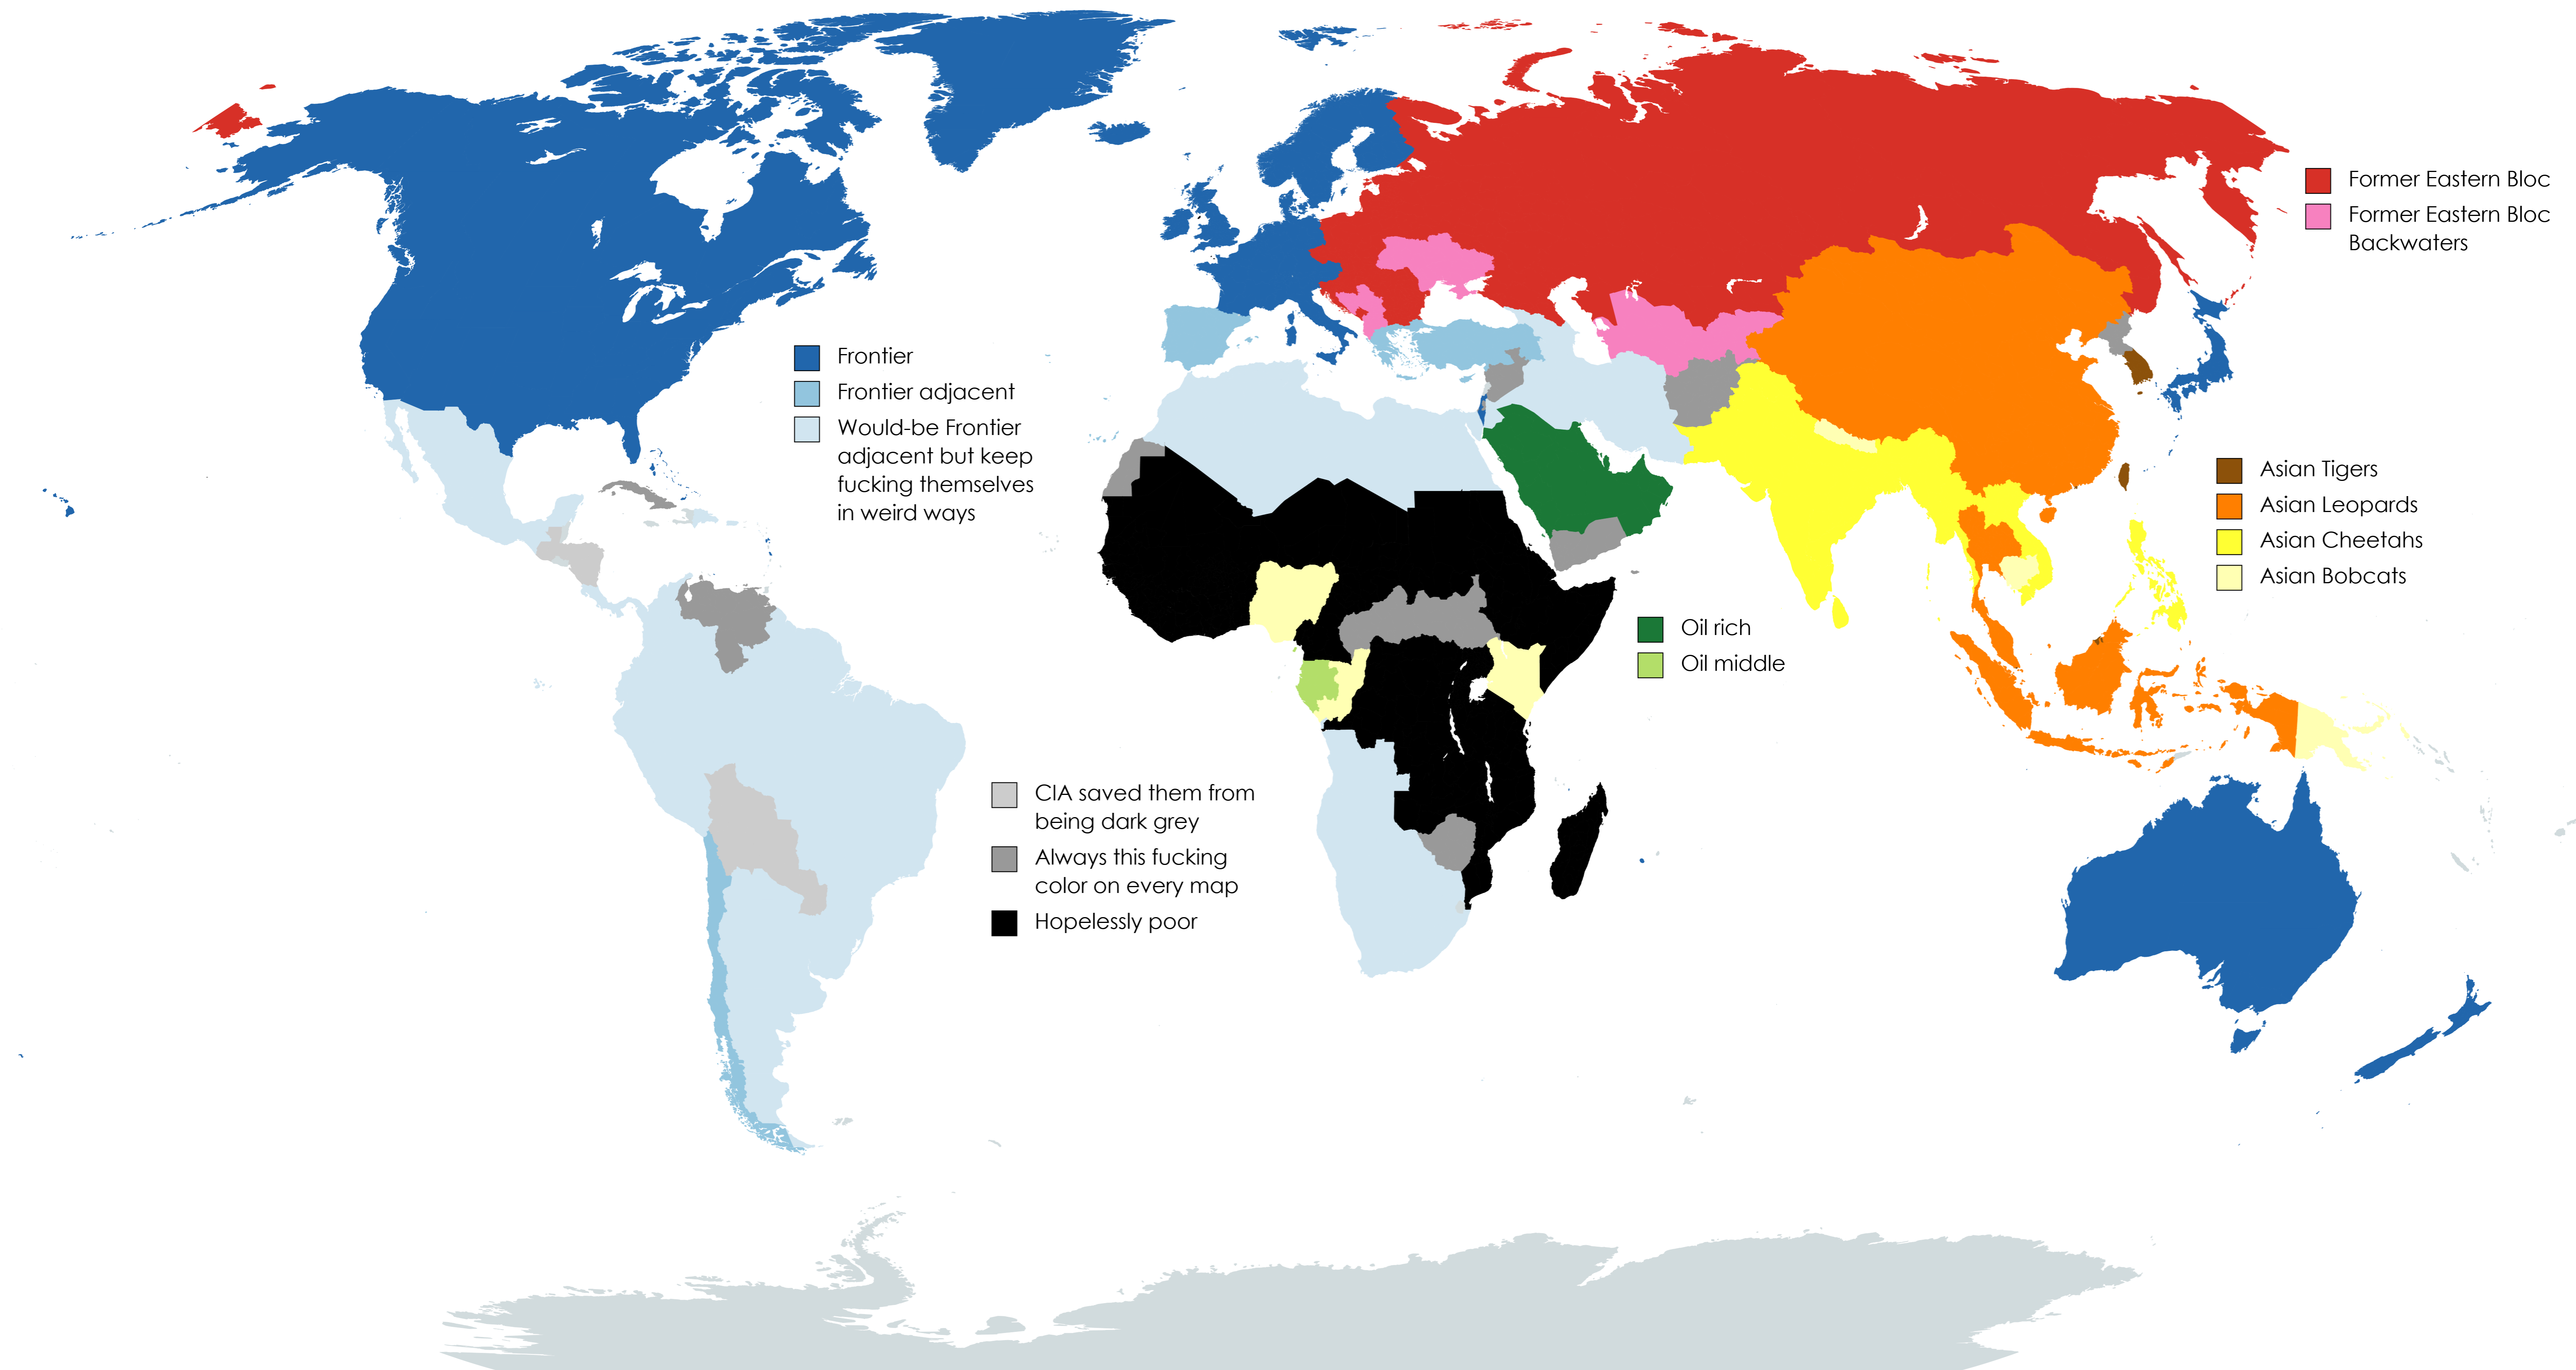 Former Eastern Bloc
Former Eastern Bloc
Backwaters
Frontier
Frontier adjacent
Would-be Frontier
adjacent but keep
fucking themselves
in weird ways
Asian Tigers
Asian Leopards
Asian Cheetahs
Asian Bobcats
Oil rich
Oil middle
CIA saved them from
being dark grey
Always this fucking
color on every map
Hopelessly poor